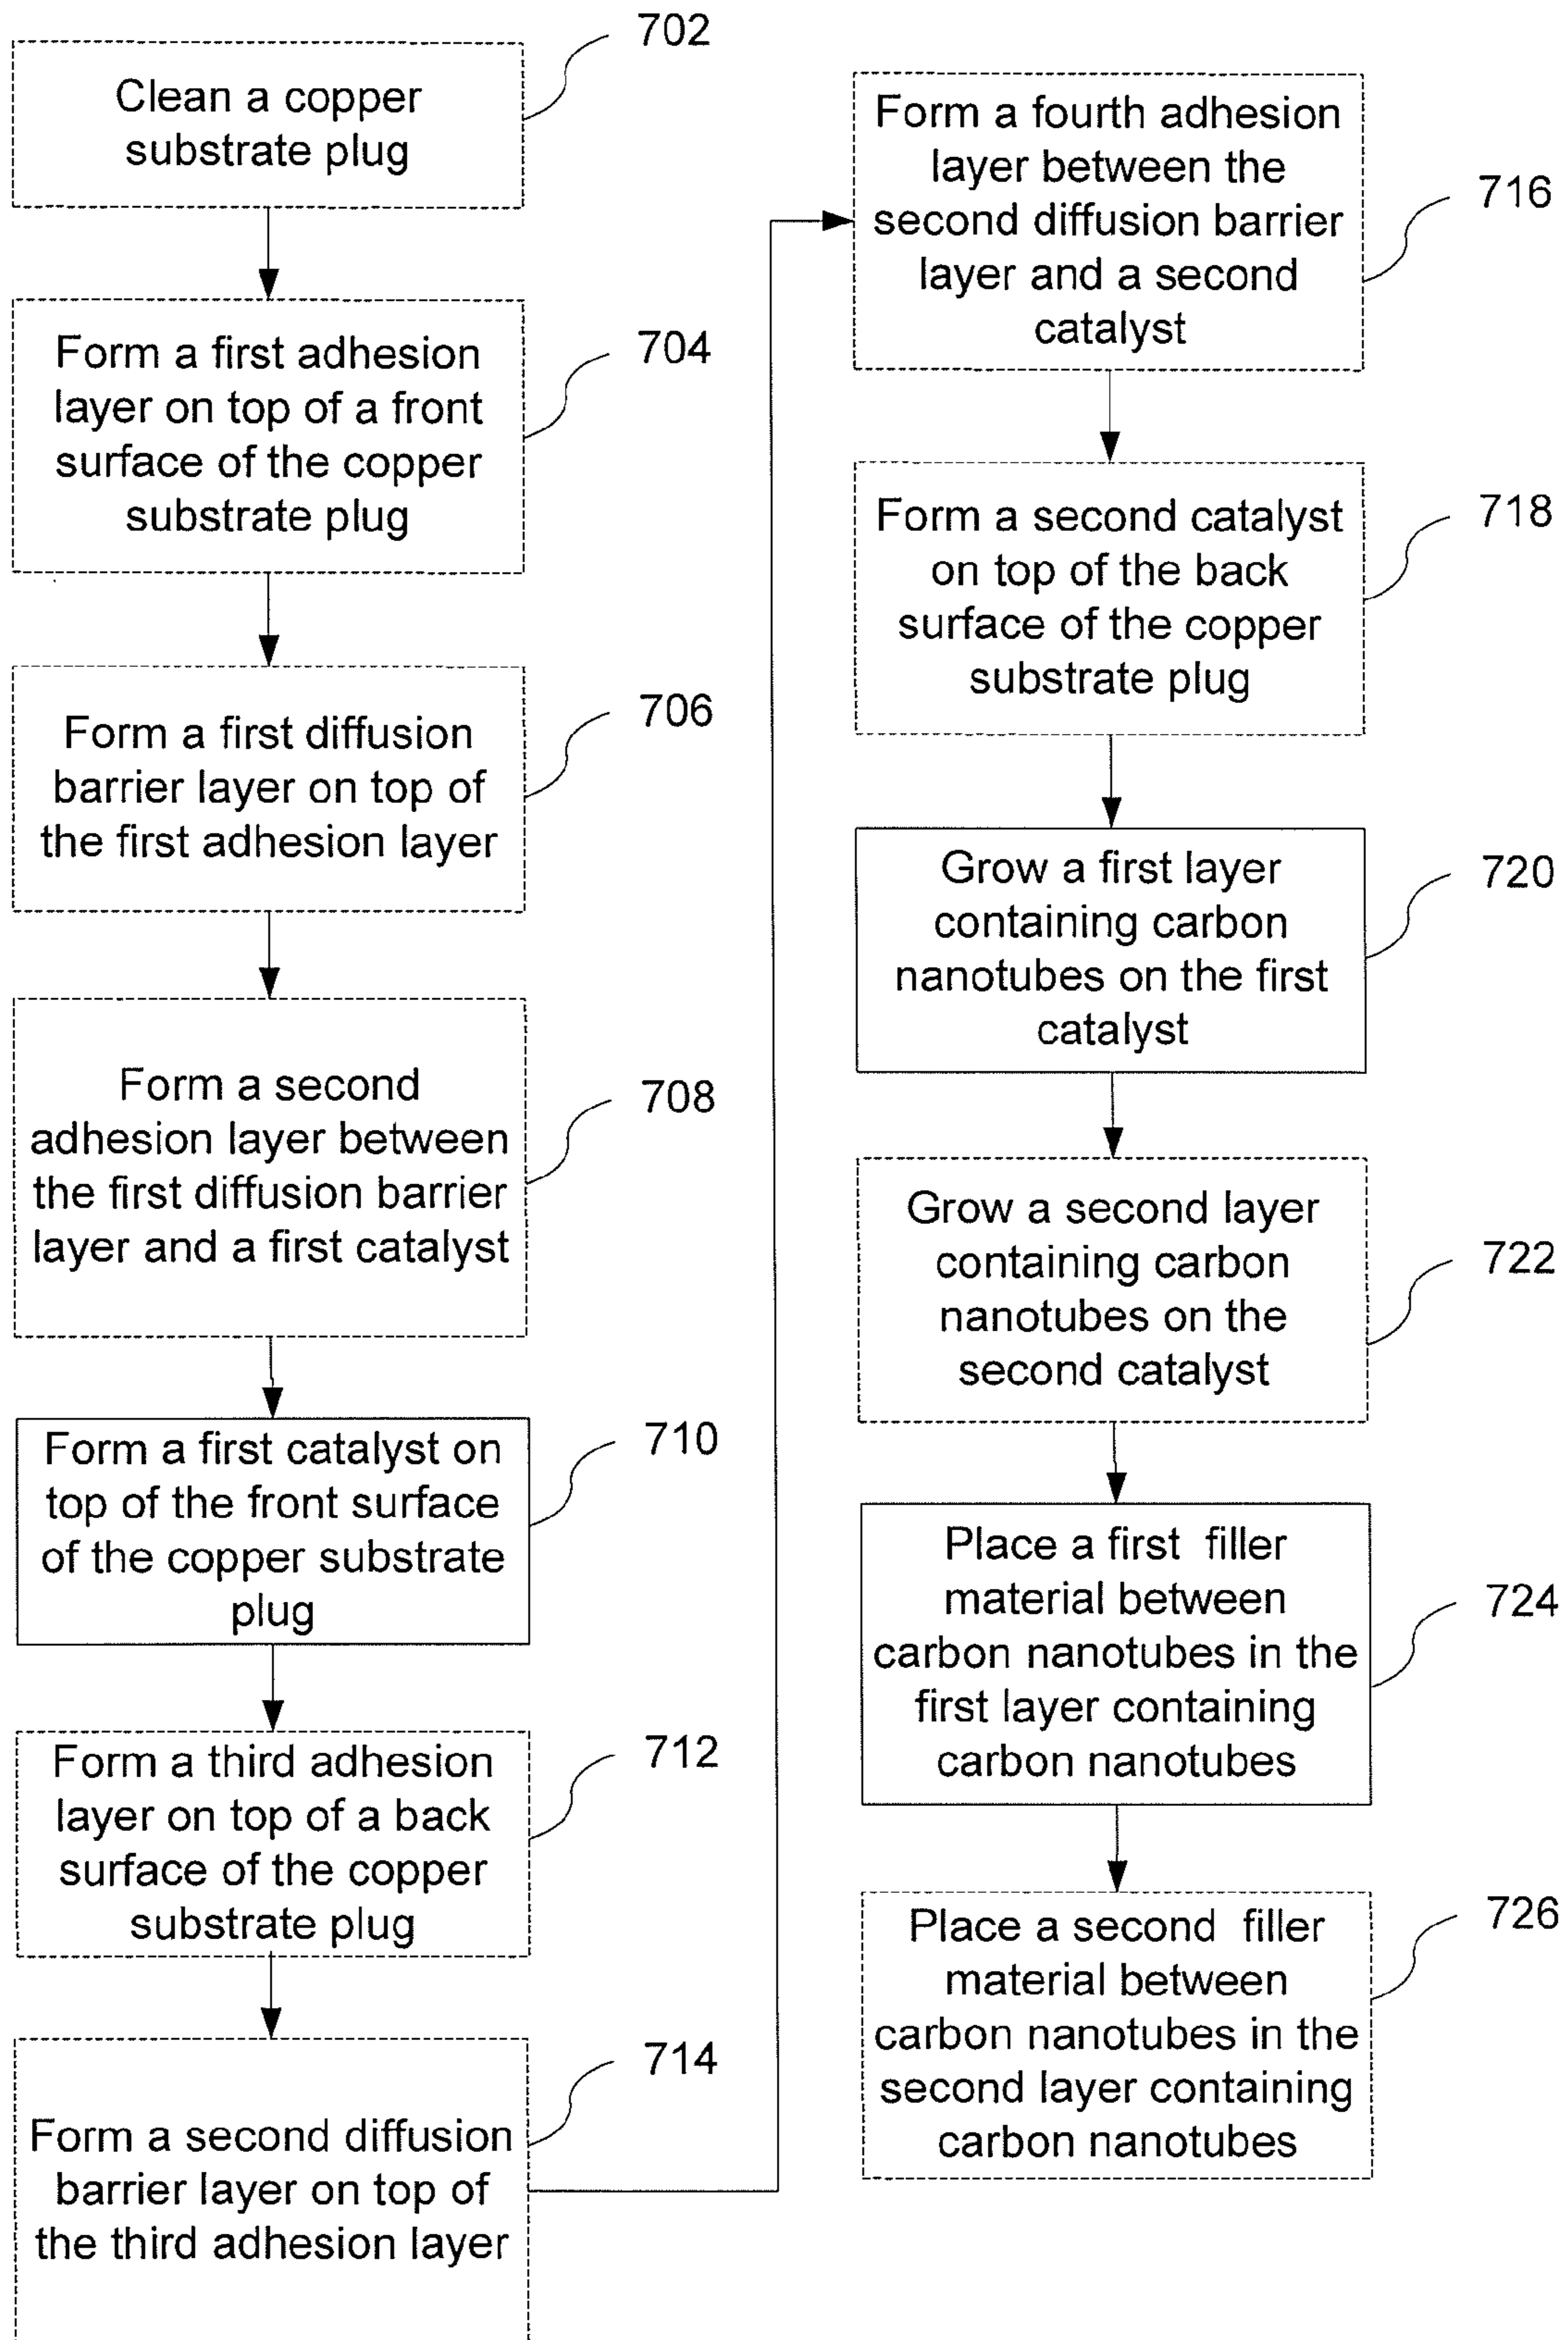 702
Clean a copper
substrate plug
704
Form a first adhesion
layer on top of a front
surface of the copper
substrate plug
706
Form a first diffusion
barrier layer on top of
the first adhesion layer
708
Form a second
adhesion layer between
the first diffusion barrier
layer and a first catalyst
710
Form a first catalyst on
top of the front surface
of the copper substrate
plug
712
Form a third adhesion
layer on top of a back
surface of the copper
substrate plug
714
Form a second diffusion
barrier layer on top of
the third adhesion layer
716
Form a fourth adhesion
layer between the
second diffusion barrier
layer and a second
catalyst
718
Form a second catalyst
on top of the back
surface of the copper
substrate plug
720
Grow a first layer
containing carbon
nanotubes on the first
catalyst
722
Grow a second layer
containing carbon
nanotubes on the
second catalyst
724
Place a first filler
material between
carbon nanotubes in the
first layer containing
carbon nanotubes
726
Place a second filler
material between
carbon nanotubes in the
second layer containing
carbon nanotubes